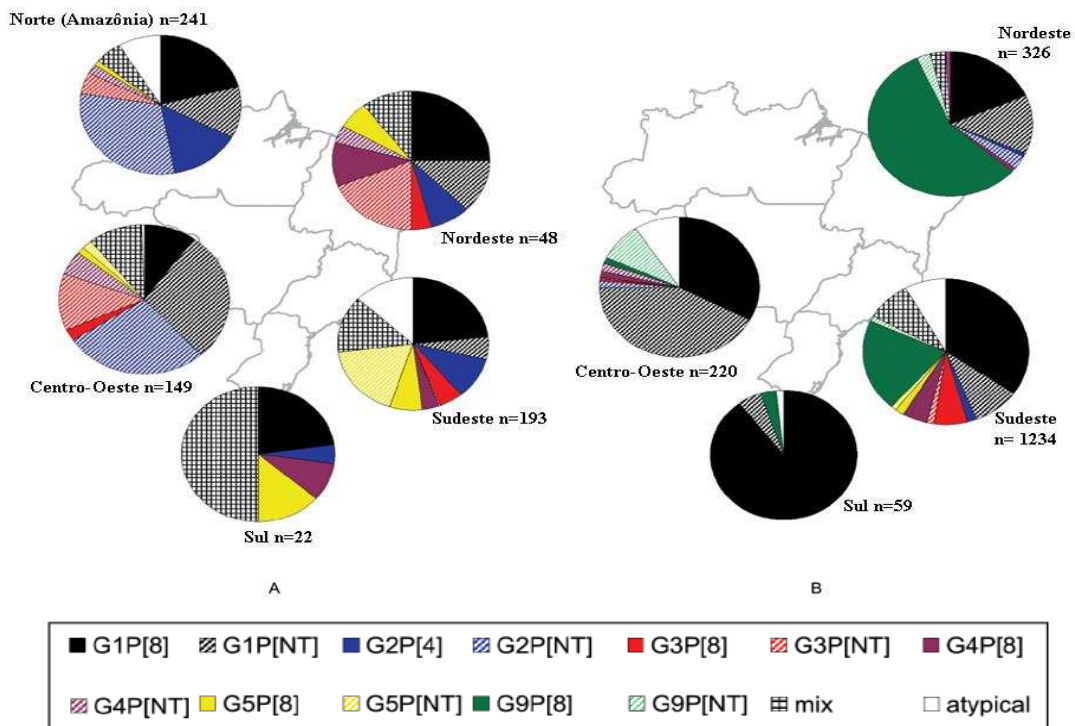 Norte (Amazônia) n=241
Nordeste
n= 326
Nordeste n=48
Centro-Oeste n=149
Sudeste n=193
Sul n=22
Centro-Oeste n=220
Sudeste
n= 1234
Sul n=59
A
B
G1P[8] G1P[NT] G2P[4] G2P[NT] G3P[8] G3P[NT] G4P[8]
G4P[NT] G5P[8] G5P[NT] G9P[8] G9P[NT] mix atypical